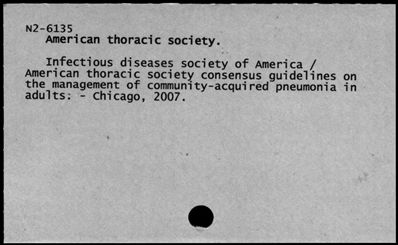 N2-6135
American thoracic society.
Infectious diseases society of America /
American thoracic society consensus guidelines on
the management of community-acquired pneumonia in
adults: - Chicago, 2007.